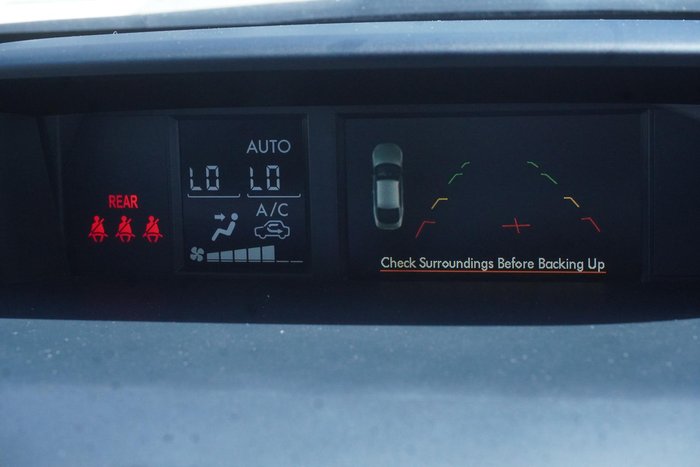 REAR
AUTO
LO LO
A/C
Check Surroundings Before Backing Up